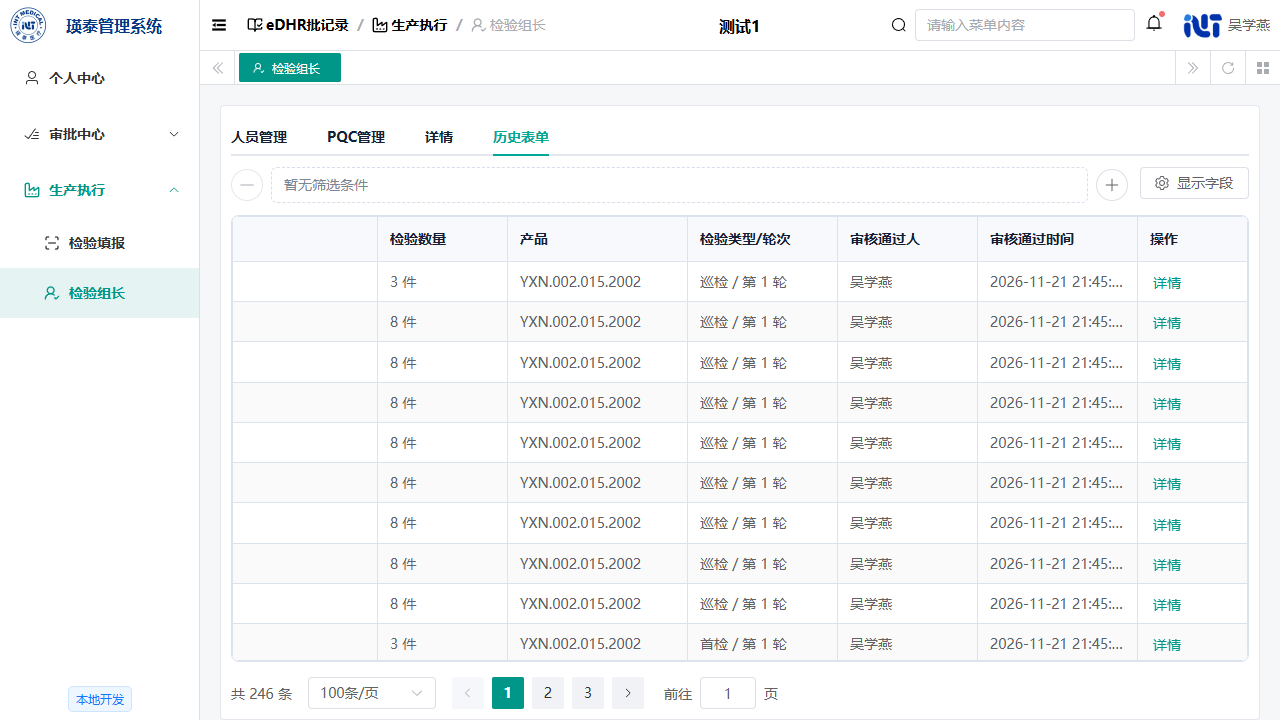 瑛泰管理系统
eDHR批记录 / 生产执行 / 检验组长
测试1
请输入菜单内容
吴学燕
个人中心
审批中心
生产执行
检验填报
检验组长
本地开发
检验组长
人员管理 PQC管理 详情 历史表单
暂无筛选条件
显示字段
检验数量 产品 检验类型/轮次 审核通过人 审核通过时间 操作
3 件 YXN.002.015.2002 巡检 / 第 1 轮 吴学燕 2026-11-21 21:45:... 详情
8 件 YXN.002.015.2002 巡检 / 第 1 轮 吴学燕 2026-11-21 21:45:... 详情
8 件 YXN.002.015.2002 巡检 / 第 1 轮 吴学燕 2026-11-21 21:45:... 详情
8 件 YXN.002.015.2002 巡检 / 第 1 轮 吴学燕 2026-11-21 21:45:... 详情
8 件 YXN.002.015.2002 巡检 / 第 1 轮 吴学燕 2026-11-21 21:45:... 详情
8 件 YXN.002.015.2002 巡检 / 第 1 轮 吴学燕 2026-11-21 21:45:... 详情
8 件 YXN.002.015.2002 巡检 / 第 1 轮 吴学燕 2026-11-21 21:45:... 详情
8 件 YXN.002.015.2002 巡检 / 第 1 轮 吴学燕 2026-11-21 21:45:... 详情
8 件 YXN.002.015.2002 巡检 / 第 1 轮 吴学燕 2026-11-21 21:45:... 详情
3 件 YXN.002.015.2002 首检 / 第 1 轮 吴学燕 2026-11-21 21:45:... 详情
共 246 条 100条/页 1 2 3 前往 1 页